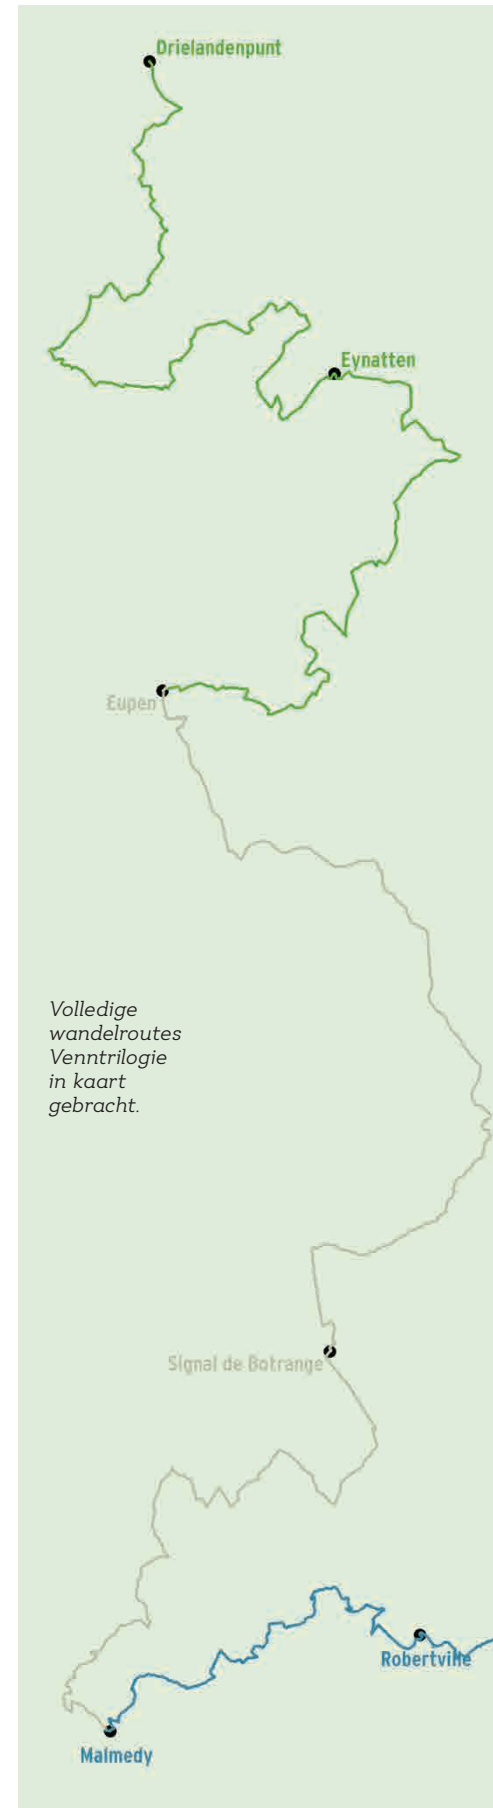 Drielandenpunt
Eynatten
Eupen
Volledige
wandelroutes
Venntrilogie
in kaart
gebracht.
Signal de Botrange
Robertville
Malmedy